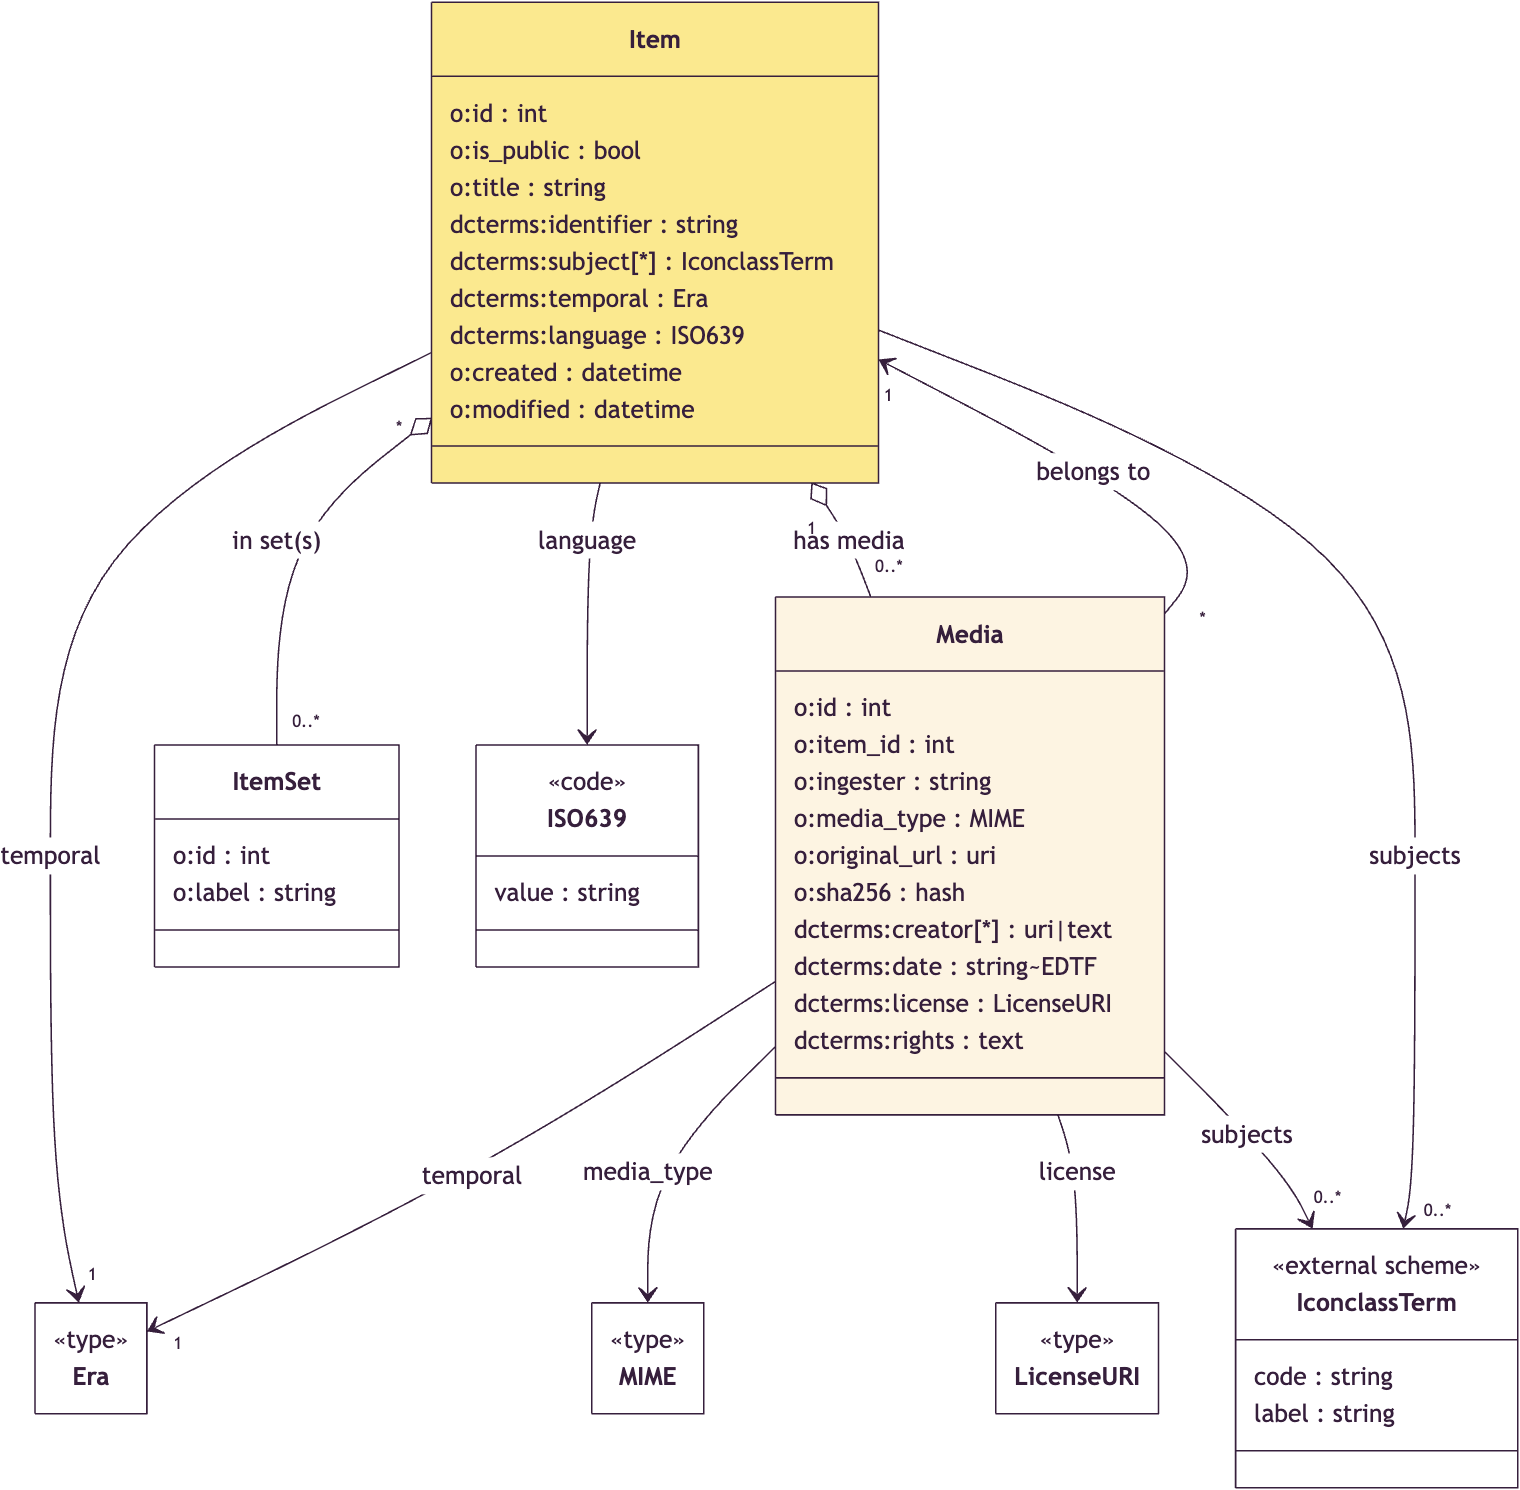 Item
o:id : int
o:is_public : bool
o:title : string
dcterms:identifier : string
dcterms:subject[*] : IconclassTerm
dcterms:temporal : Era
dcterms:language : ISO639
o:created : datetime
o:modified : datetime
*
1
1
in set(s)
language
has media
belongs to
0..*
*
0..*
Media
o:id : int
o:item_id : int
o:ingester : string
o:media_type : MIME
o:original_url : uri
o:sha256 : hash
dcterms:creator[*] : uri|text
dcterms:date : string~EDTF
dcterms:license : LicenseURI
dcterms:rights : text
ItemSet
o:id : int
o:label : string
«code»
ISO639
value : string
temporal
subjects
temporal
media_type
license
subjects
0..*
0..*
1
1
«type»
Era
«type»
MIME
«type»
LicenseURI
«external scheme»
IconclassTerm
code : string
label : string